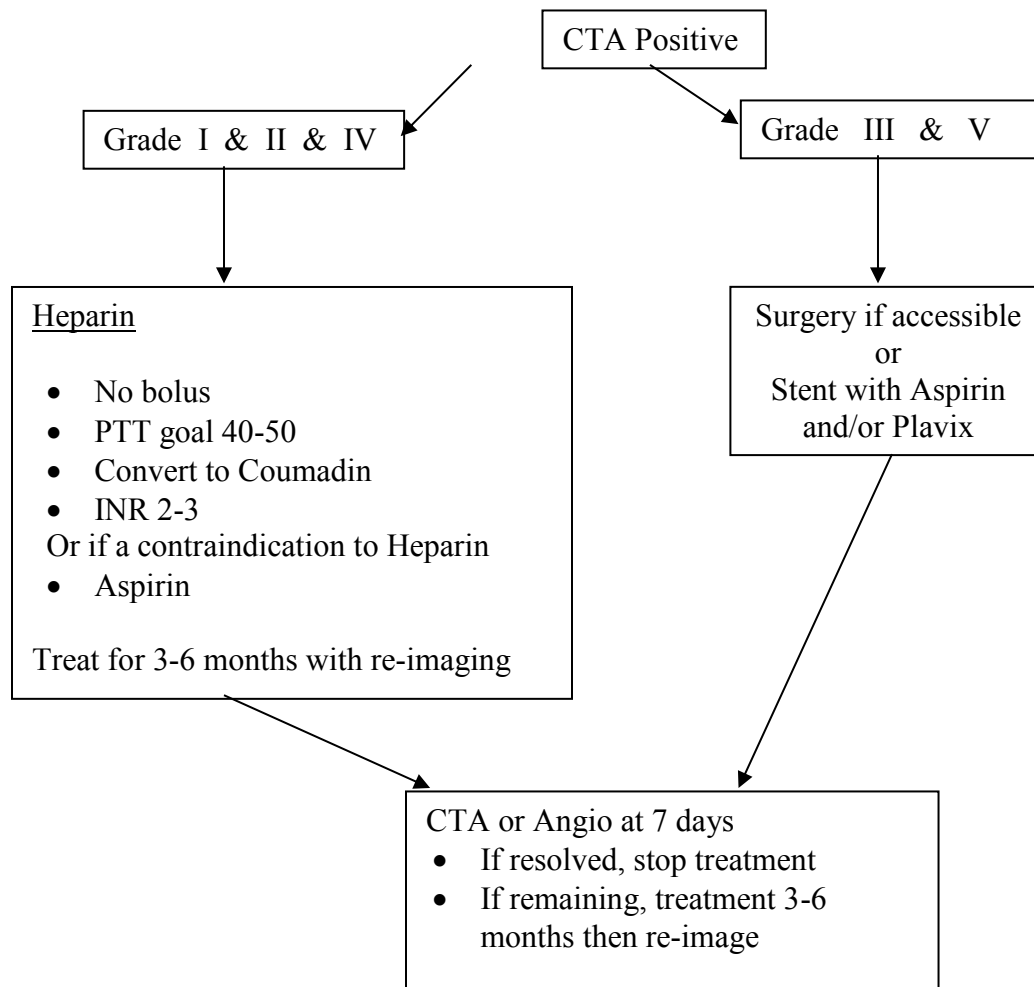 CTA Positive
Grade I & II & IV
Grade III & V
Heparin
• No bolus
• PTT goal 40-50
• Convert to Coumadin
• INR 2-3
Or if a contraindication to Heparin
• Aspirin
Treat for 3-6 months with re-imaging
Surgery if accessible
or
Stent with Aspirin
and/or Plavix
CTA or Angio at 7 days
• If resolved, stop treatment
• If remaining, treatment 3-6
months then re-image